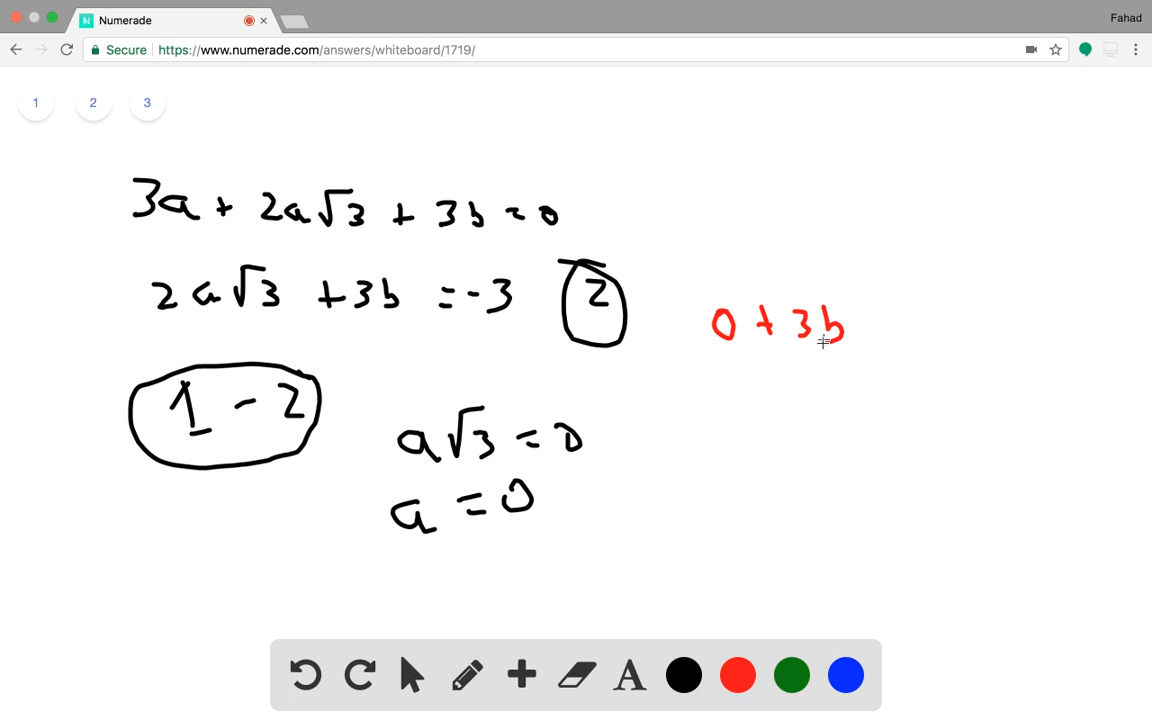 Numerade
Fahad
Secure
https://www.numerade.com/answers/whiteboard/1719/
1 2 3
3a + 2a√3 + 3b = 0
2a√3 + 3b = -3 2
0 + 3b
1 - 2
a√3 = 0
a = 0
A